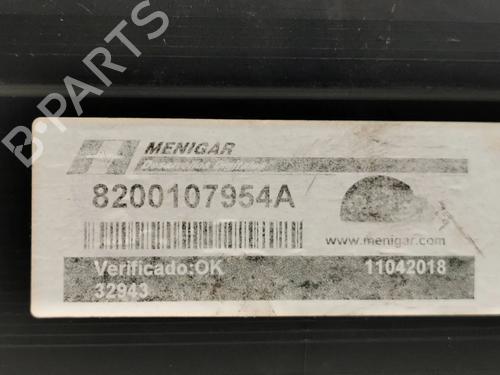 B-PARTS
MENIGAR
8200107954A
www.menigar.com
Verificado:OK 11042018
32943